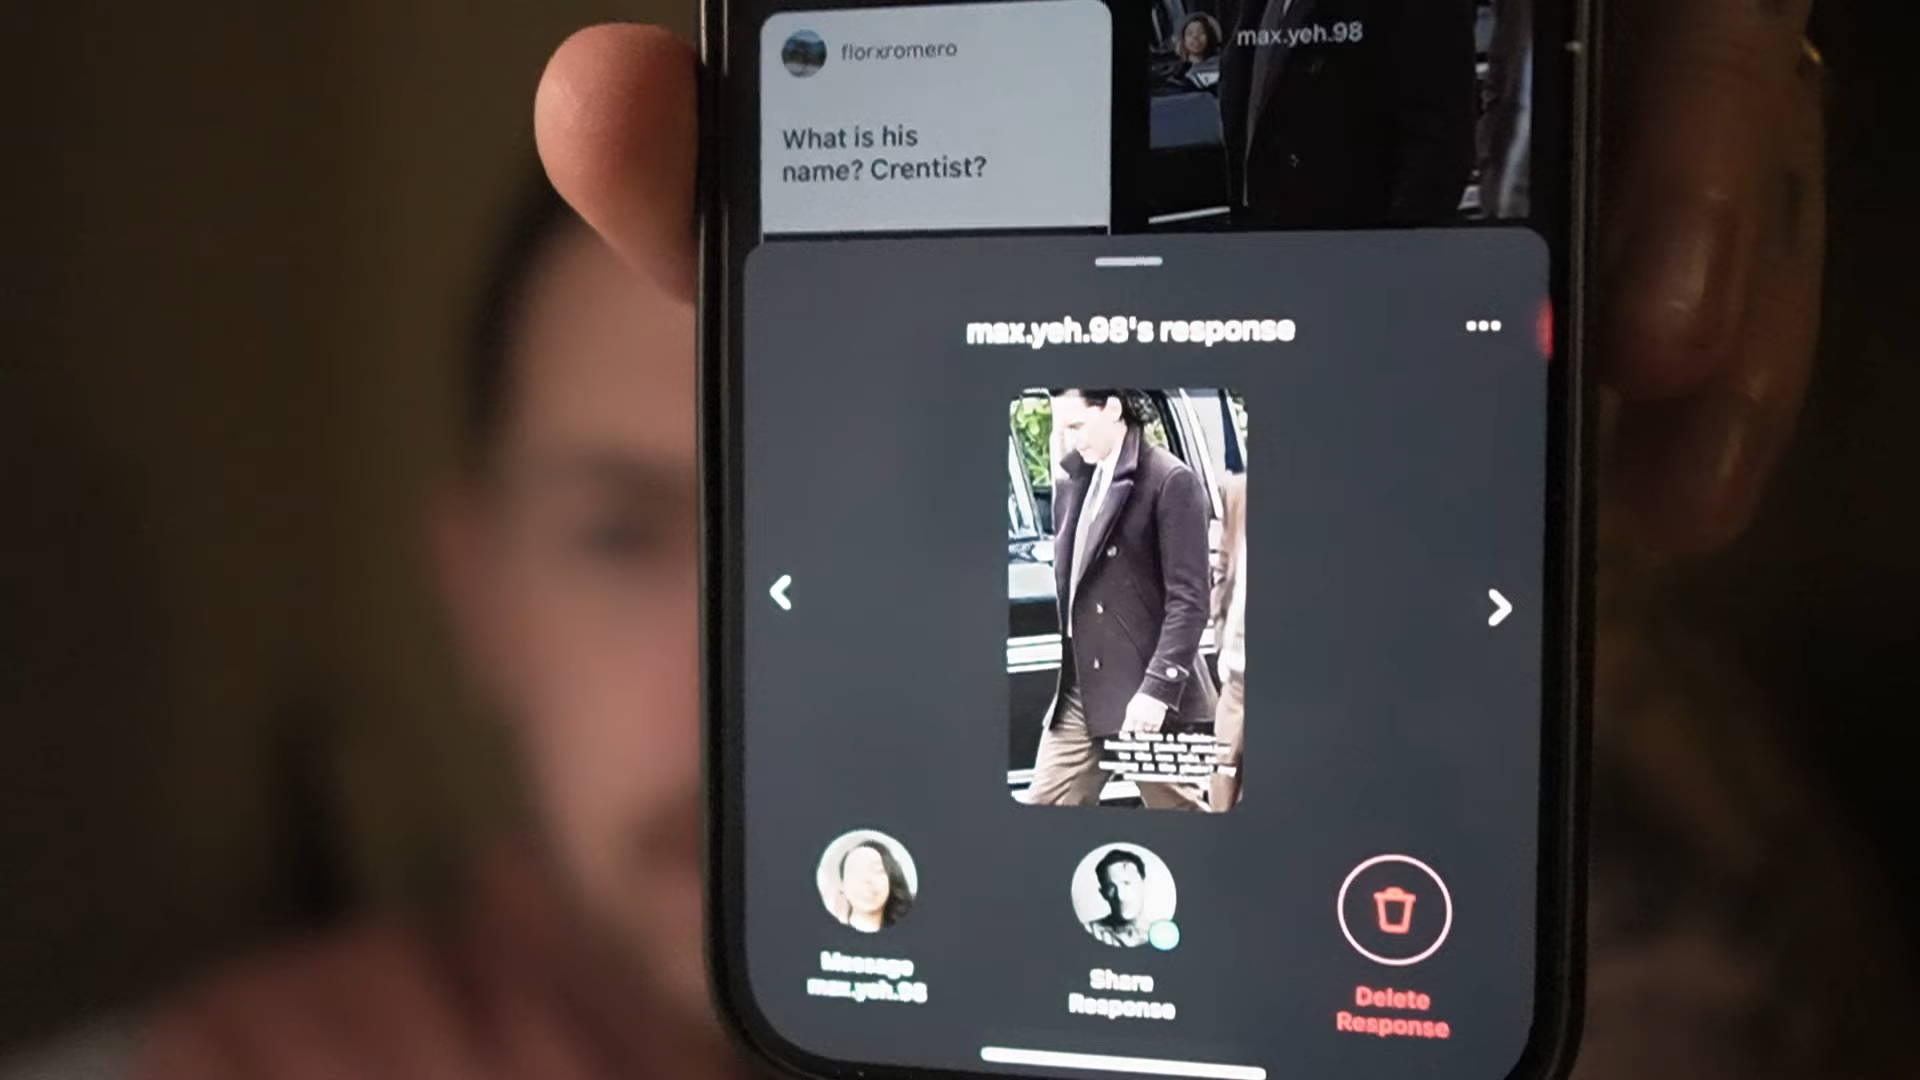 florxromero
What is his
name? Crentist?
max.yeh.98
max.yeh.98's response
Message
max.yeh.98
Share
Response
Delete
Response